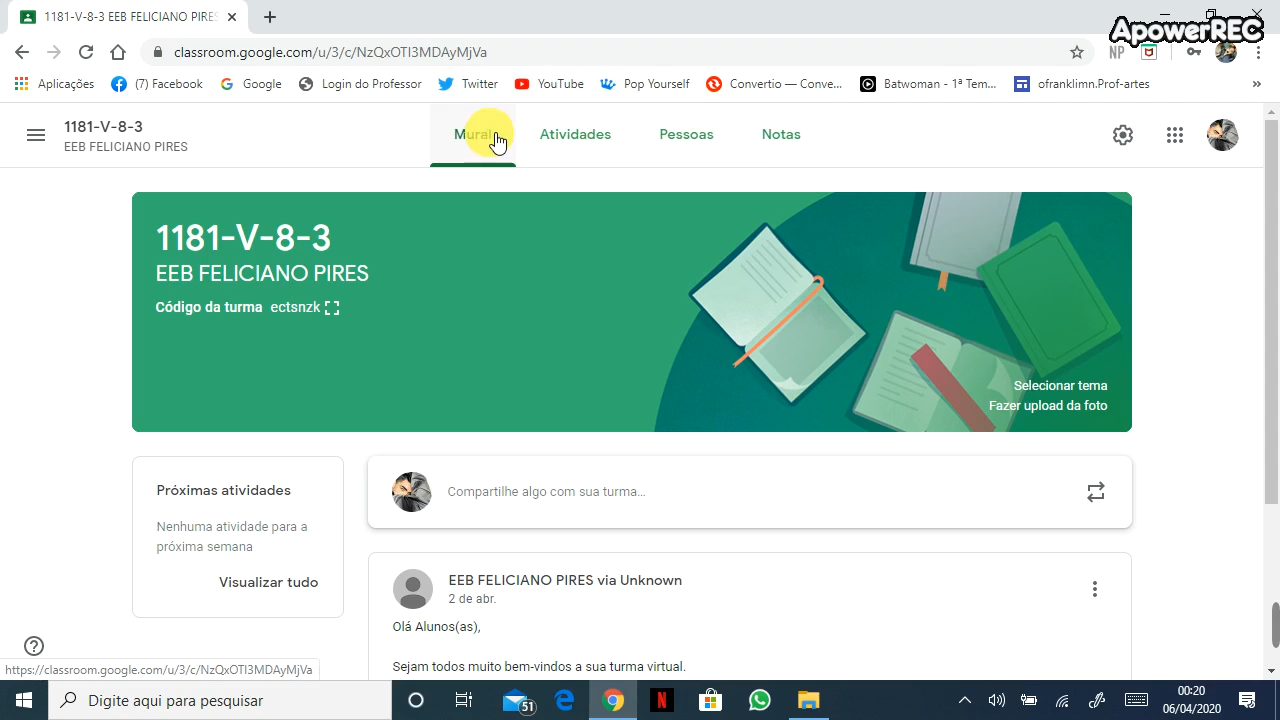 1181-V-8-3 EEB FELICIANO PIRES
ApowerREC
classroom.google.com/u/3/c/NzQxOTI3MDAyMjVa
NP
Aplicações
(7) Facebook
Google
Login do Professor
Twitter
YouTube
Pop Yourself
Convertio — Conve...
Batwoman - 1ª Tem...
ofranklimn.Prof-artes
»
1181-V-8-3
EEB FELICIANO PIRES
Mural
Atividades
Pessoas
Notas
1181-V-8-3
EEB FELICIANO PIRES
Código da turma ectsnzk
Selecionar tema
Fazer upload da foto
Próximas atividades
Nenhuma atividade para a
próxima semana
Visualizar tudo
Compartilhe algo com sua turma...
EEB FELICIANO PIRES via Unknown
2 de abr.
Olá Alunos(as),
Sejam todos muito bem-vindos a sua turma virtual.
https://classroom.google.com/u/3/c/NzQxOTI3MDAyMjVa
Digite aqui para pesquisar
51
N
00:20
06/04/2020